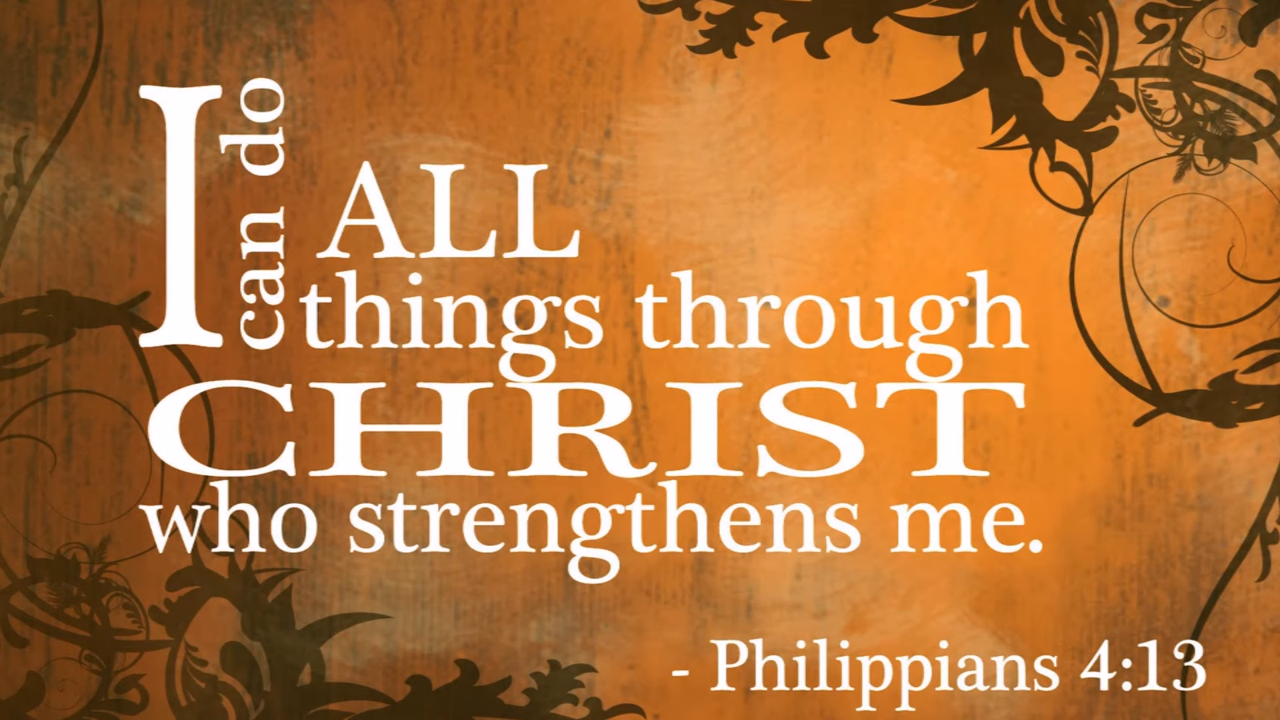 I can do ALL
things through
CHRIST
who strengthens me.
- Philippians 4:13